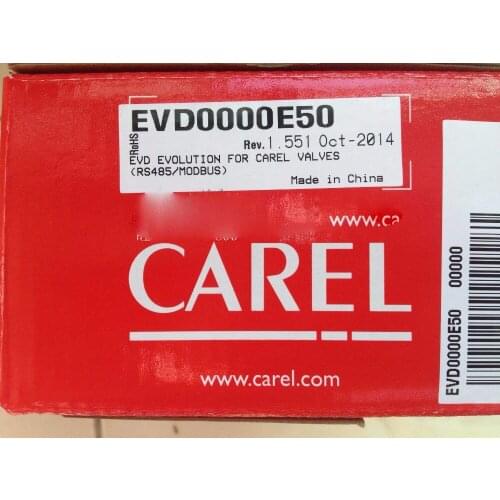 EVD0000E50
RoHS
Rev. 1.551 Oct-2014
EVD EVOLUTION FOR CAREL VALVES
(RS485/MODBUS)
Made in China
www.ca
CAREL
www.carel.com
EVD0000E50 00000